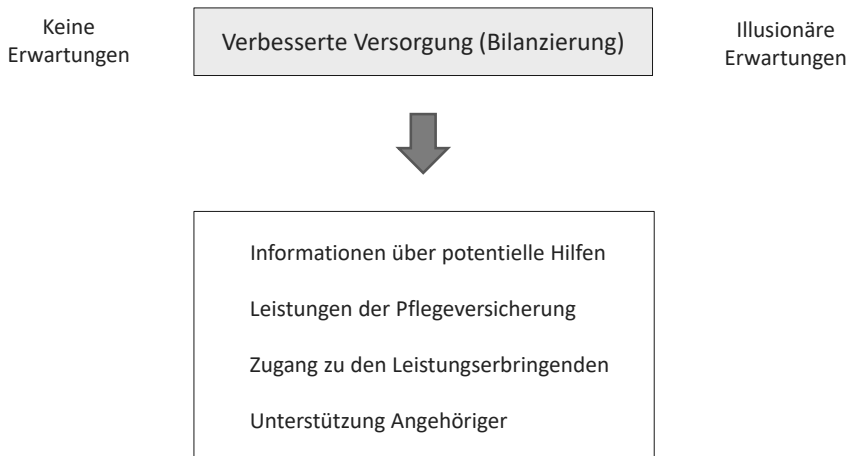 Keine
Erwartungen
Verbesserte Versorgung (Bilanzierung)
Illusionäre
Erwartungen
Informationen über potentielle Hilfen
Leistungen der Pflegeversicherung
Zugang zu den Leistungserbringenden
Unterstützung Angehöriger